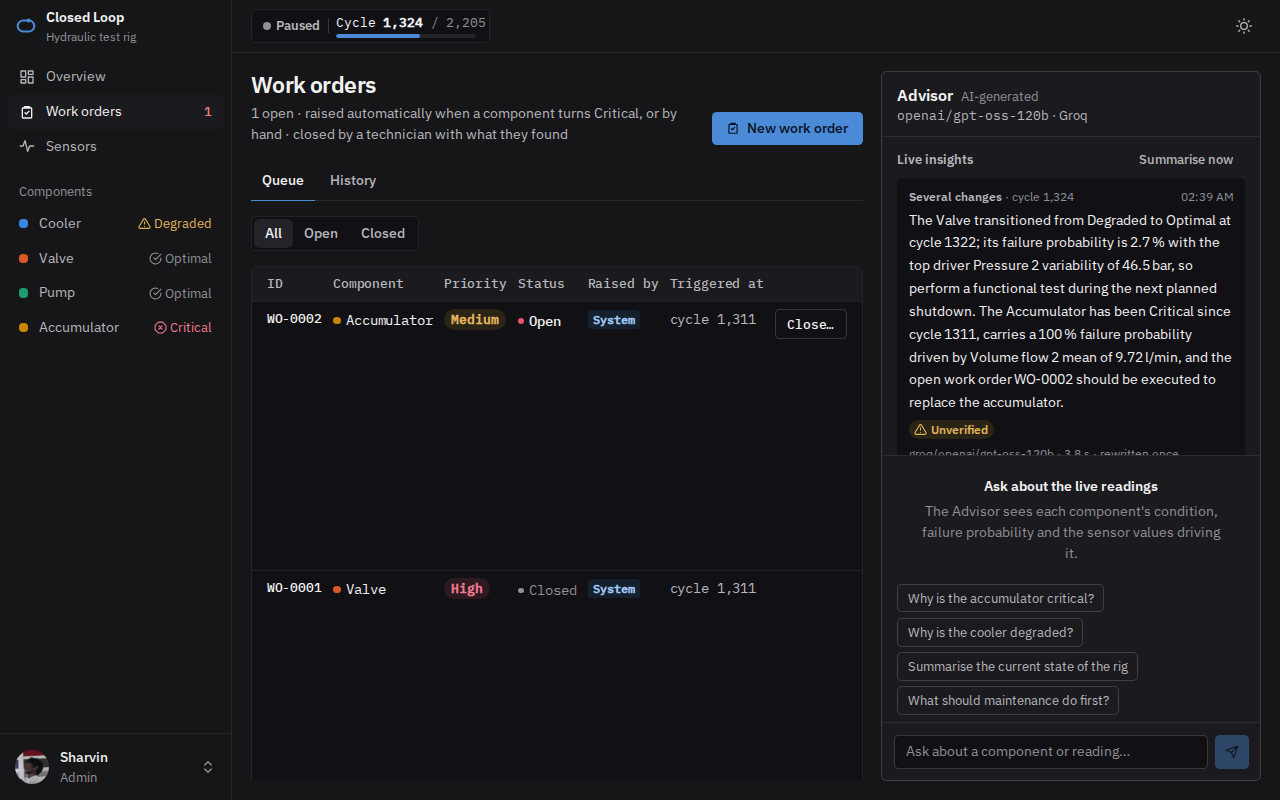 Closed Loop
Hydraulic test rig
Overview
Work orders 1
Sensors
Components
Cooler Degraded
Valve Optimal
Pump Optimal
Accumulator Critical
Sharvin
Admin
Paused Cycle 1,324 / 2,205
Work orders
1 open · raised automatically when a component turns Critical, or by
hand · closed by a technician with what they found
New work order
Queue History
All Open Closed
ID Component Priority Status Raised by Triggered at
WO-0002 Accumulator Medium Open System cycle 1,311 Close…
WO-0001 Valve High Closed System cycle 1,311
Advisor AI-generated
openai/gpt-oss-120b · Groq
Live insights Summarise now
Several changes · cycle 1,324 02:39 AM
The Valve transitioned from Degraded to Optimal at
cycle 1322; its failure probability is 2.7 % with the
top driver Pressure 2 variability of 46.5 bar, so
perform a functional test during the next planned
shutdown. The Accumulator has been Critical since
cycle 1311, carries a 100 % failure probability
driven by Volume flow 2 mean of 9.72 l/min, and the
open work order WO-0002 should be executed to
replace the accumulator.
Unverified
groq/openai/gpt-oss-120b · 3.8 s · rewritten once
Ask about the live readings
The Advisor sees each component's condition,
failure probability and the sensor values driving
it.
Why is the accumulator critical?
Why is the cooler degraded?
Summarise the current state of the rig
What should maintenance do first?
Ask about a component or reading...